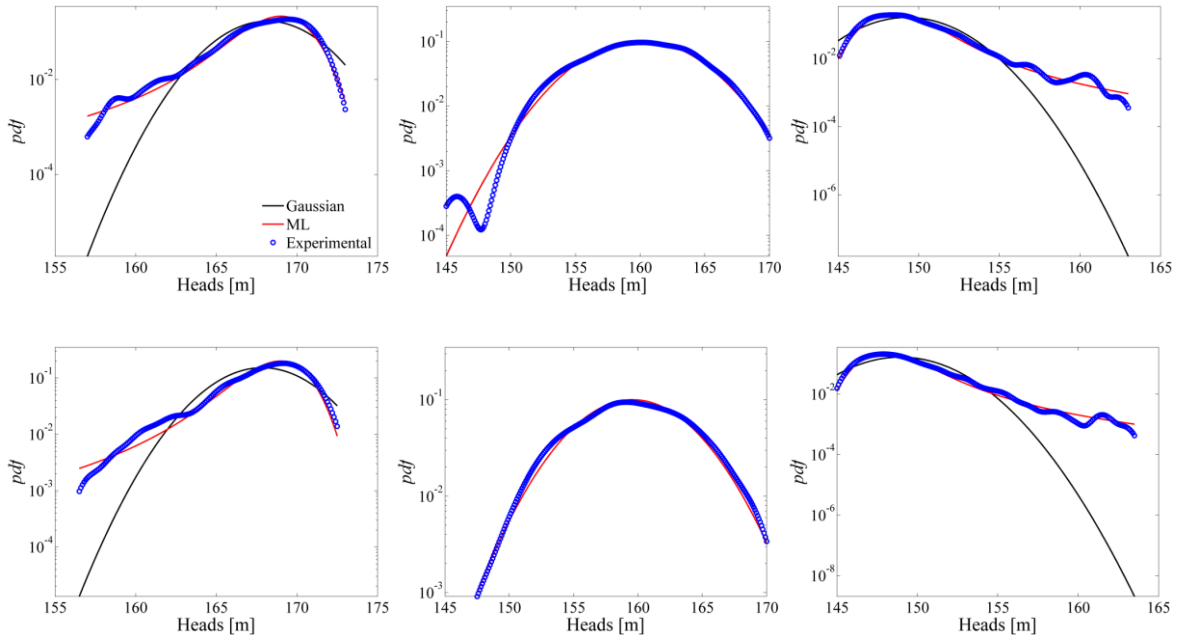 pdf
10^-2
10^-4
Gaussian
ML
Experimental
155 160 165 170 175
Heads [m]
pdf
10^-1
10^-2
10^-3
10^-4
145 150 155 160 165 170
Heads [m]
pdf
10^-2
10^-4
10^-6
145 150 155 160 165
Heads [m]
pdf
10^-1
10^-2
10^-3
10^-4
155 160 165 170 175
Heads [m]
pdf
10^-1
10^-2
10^-3
145 150 155 160 165 170
Heads [m]
pdf
10^-2
10^-4
10^-6
10^-8
145 150 155 160 165
Heads [m]